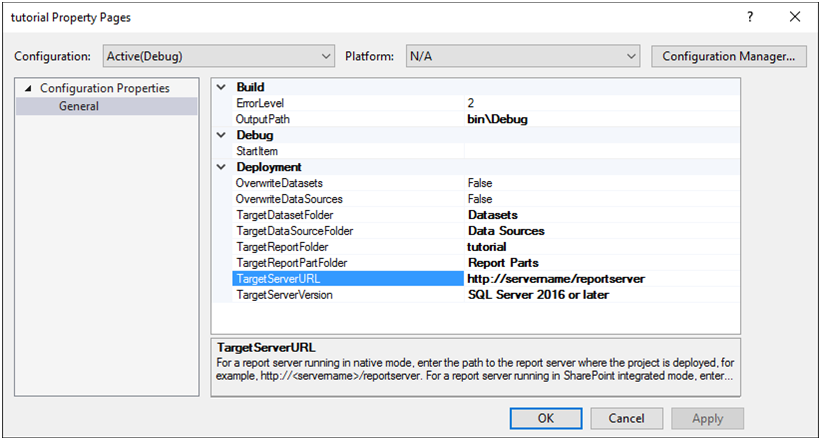 tutorial Property Pages
?
Configuration: Active(Debug) Platform: N/A Configuration Manager...
Configuration Properties
General
Build
ErrorLevel 2
OutputPath bin\Debug
Debug
StartItem
Deployment
OverwriteDatasets False
OverwriteDataSources False
TargetDatasetFolder Datasets
TargetDataSourceFolder Data Sources
TargetReportFolder tutorial
TargetReportPartFolder Report Parts
TargetServerURL http://servername/reportserver
TargetServerVersion SQL Server 2016 or later
TargetServerURL
For a report server running in native mode, enter the path to the report server where the project is deployed, for
example, http://<servername>/reportserver. For a report server running in SharePoint integrated mode, enter...
OK Cancel Apply